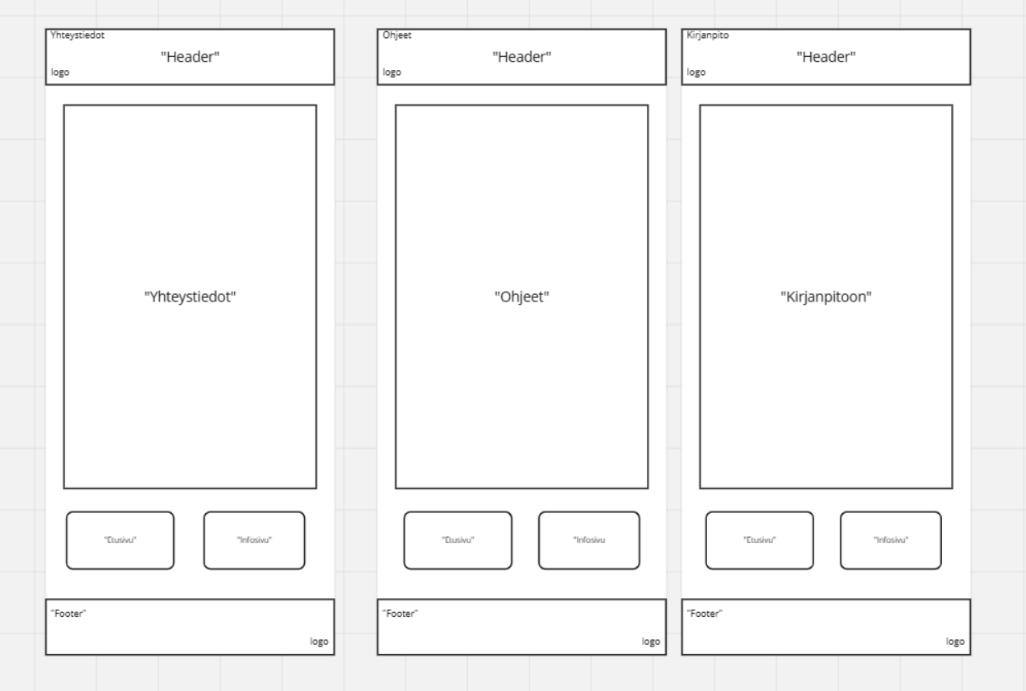 Yhteystiedot
"Header"
logo
"Yhteystiedot"
"Etusivu"
"Infosivu"
"Footer"
logo
Ohjeet
"Header"
logo
"Ohjeet"
"Etusivu"
"Infosivu
"Footer"
logo
Kirjanpito
"Header"
logo
"Kirjanpitoon"
"Etusivu"
"Infosivu"
"Footer"
logo